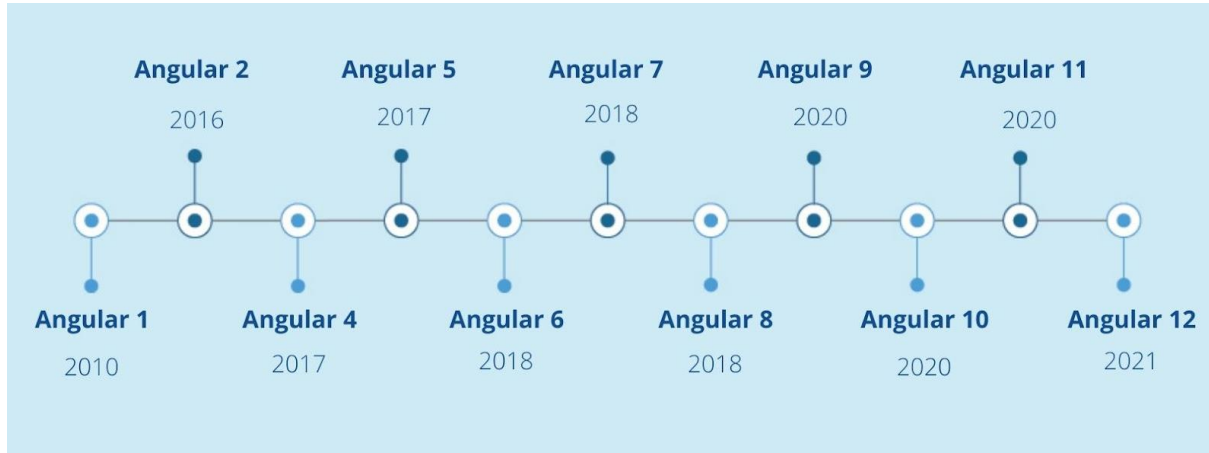 Angular 2
2016
Angular 5
2017
Angular 7
2018
Angular 9
2020
Angular 11
2020
Angular 1
2010
Angular 4
2017
Angular 6
2018
Angular 8
2018
Angular 10
2020
Angular 12
2021